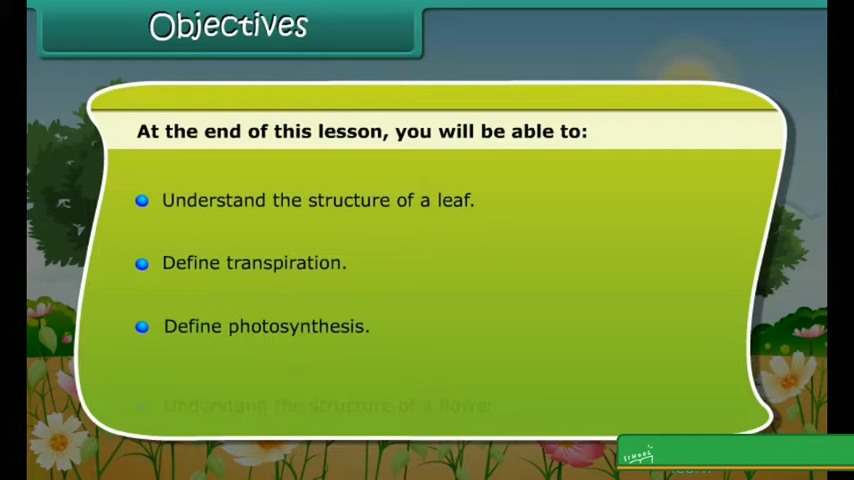 Objectives
At the end of this lesson, you will be able to:
Understand the structure of a leaf.
Define transpiration.
Define photosynthesis.
Understand the structure of a flower.
SCHOOL